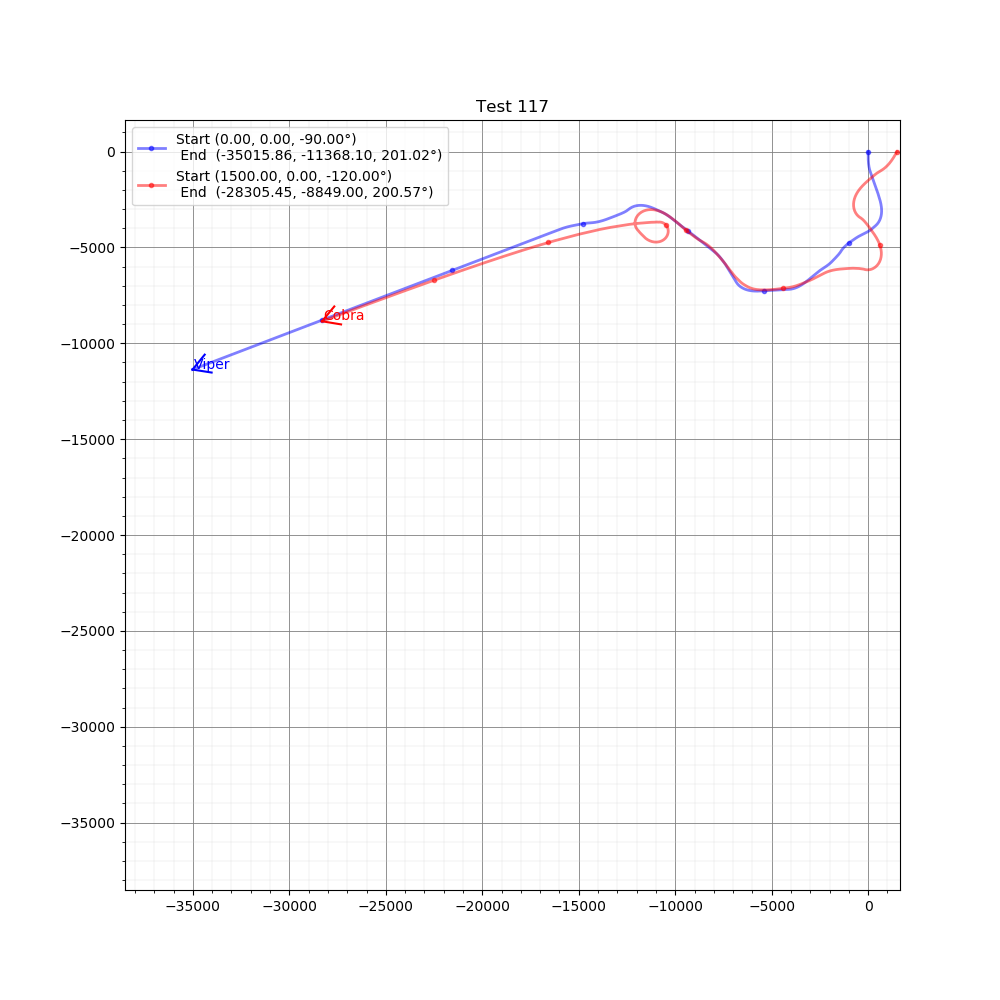 Test 117
Start (0.00, 0.00, -90.00°)
End (-35015.86, -11368.10, 201.02°)
Start (1500.00, 0.00, -120.00°)
End (-28305.45, -8849.00, 200.57°)
0
−5000
−10000
−15000
−20000
−25000
−30000
−35000
Cobra
Viper
−35000 −30000 −25000 −20000 −15000 −10000 −5000 0